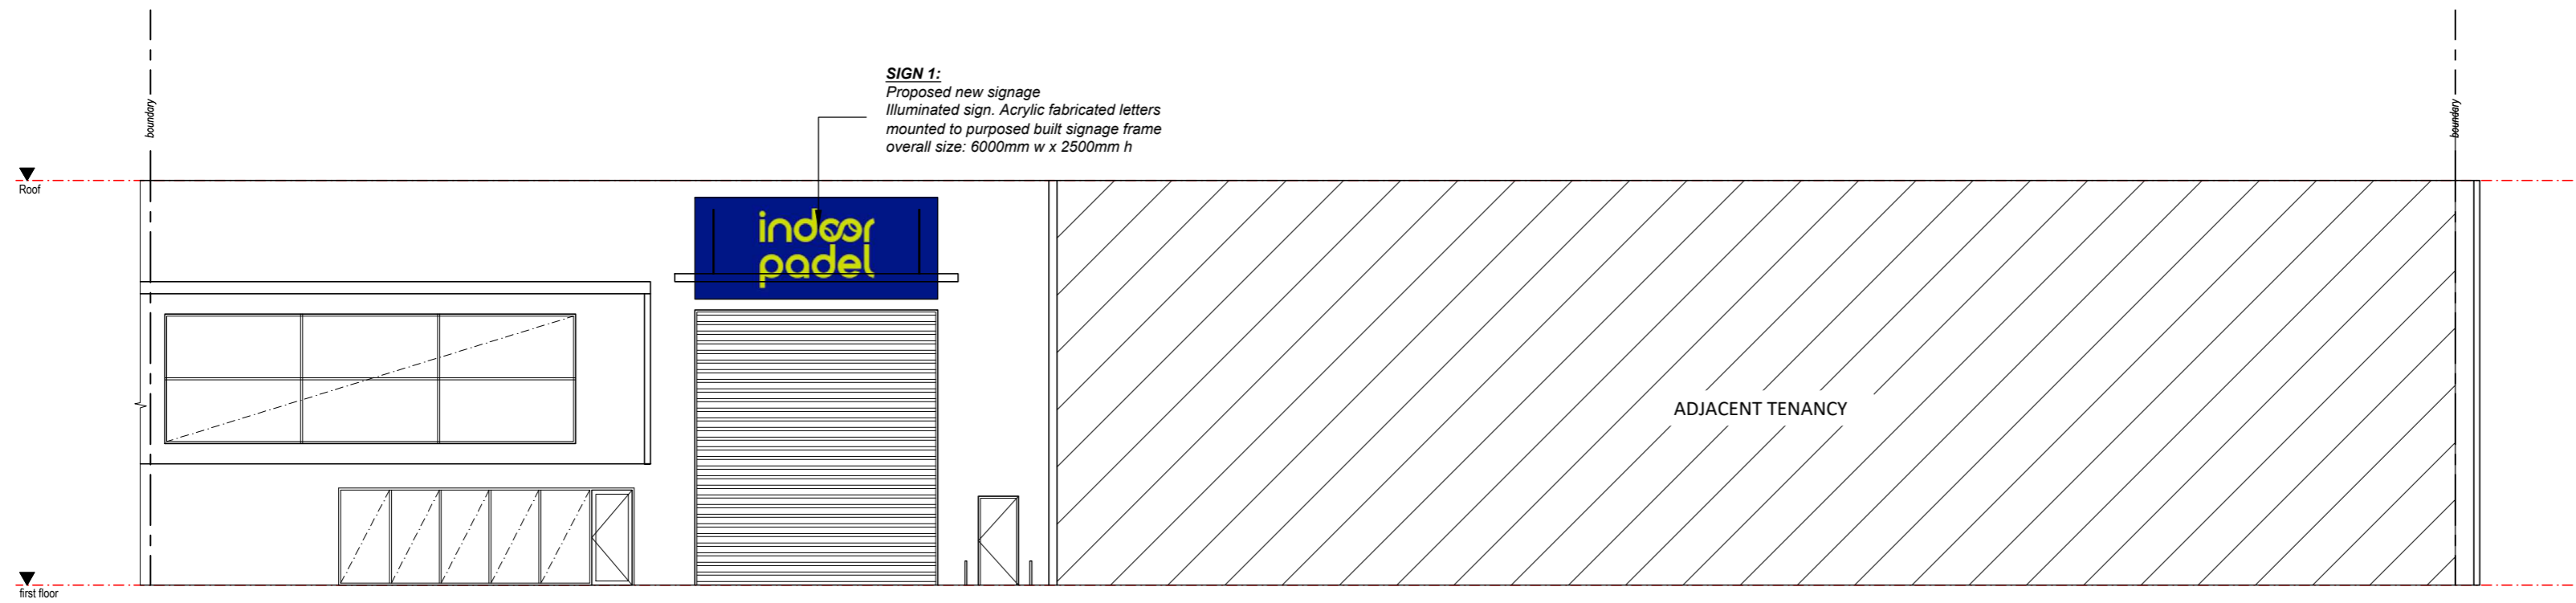 SIGN 1:
Proposed new signage
Illuminated sign. Acrylic fabricated letters
mounted to purposed built signage frame
overall size: 6000mm w x 2500mm h
boundary
boundary
Roof
indoor
padel
ADJACENT TENANCY
first floor